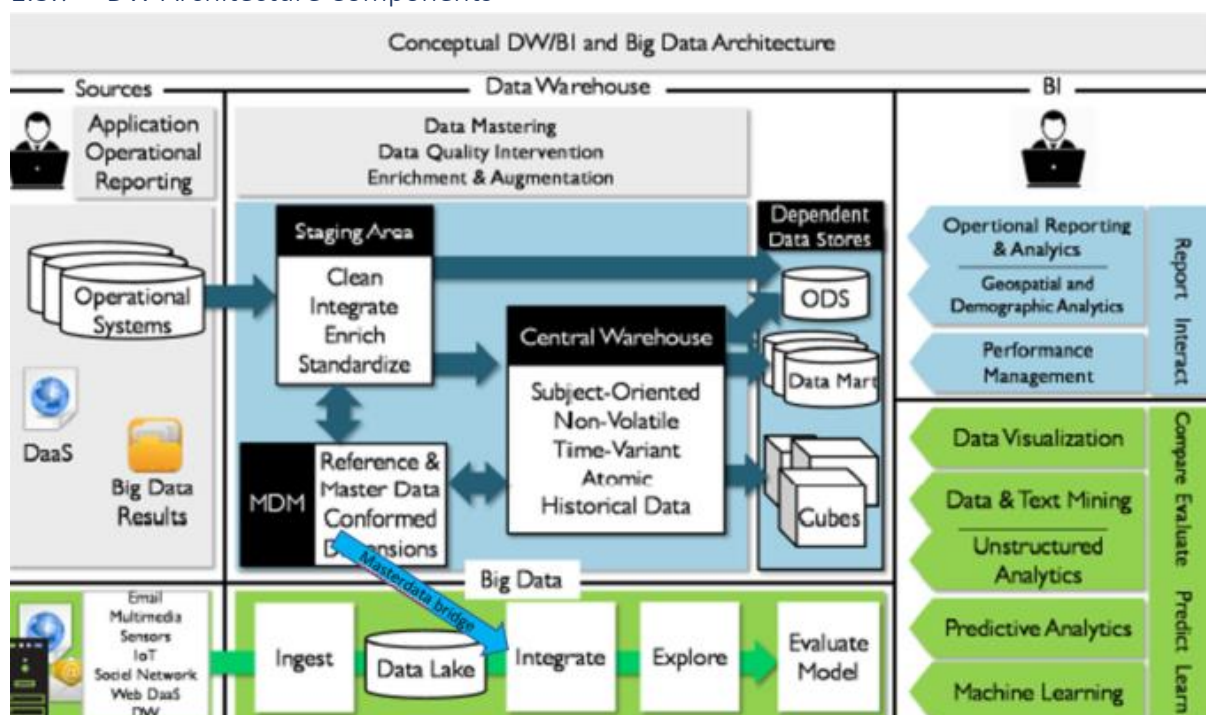 Conceptual DW/BI and Big Data Architecture
Sources
Data Warehouse
BI
Application
Operational
Reporting
Data Mastering
Data Quality Intervention
Enrichment & Augmentation
Operational
Systems
DaaS
Big Data
Results
Staging Area
Clean
Integrate
Enrich
Standardize
MDM
Reference &
Master Data
Conformed
Masterdata bridge
Central Warehouse
Subject-Oriented
Non-Volatile
Time-Variant
Atomic
Historical Data
Dependent
Data Stores
ODS
Data Mart
Cubes
Opertional Reporting
& Analyics
Geospatial and
Demographic Analytics
Performance
Management
Report Interact
Data Visualization
Data & Text Mining
Unstructured
Analytics
Predictive Analytics
Machine Learning
Compare Evaluate Predict Learn
Big Data
Email
Multimedia
Sensors
IoT
Social Network
Web DaaS
DW
Ingest
Data Lake
Integrate
Explore
Evaluate
Model